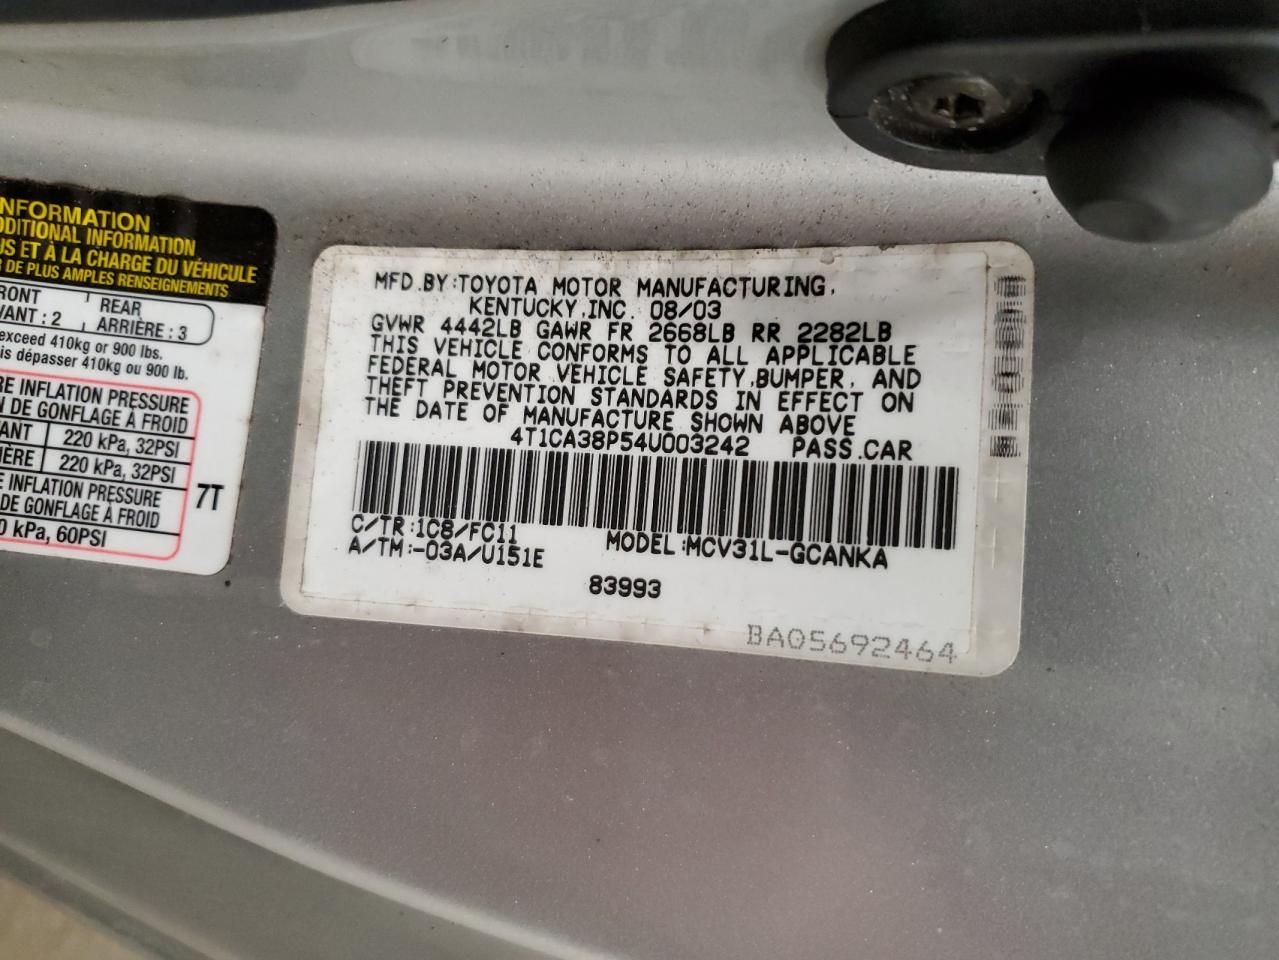 NFORMATION
DDITIONAL INFORMATION
US ET À LA CHARGE DU VÉHICULE
R DE PLUS AMPLES RENSEIGNEMENTS
FRONT
VANT : 2
REAR
ARRIÈRE : 3
exceed 410kg or 900 lbs.
is dépasser 410kg ou 900 lb.
RE INFLATION PRESSURE
N DE GONFLAGE À FROID
VANT 220 kPa, 32PSI
IÈRE 220 kPa, 32PSI
E INFLATION PRESSURE
DE GONFLAGE À FROID
0 kPa, 60PSI
7T
MFD.BY:TOYOTA MOTOR MANUFACTURING,
KENTUCKY,INC. 08/03
GVWR 4442LB GAWR FR 2668LB RR 2282LB
THIS VEHICLE CONFORMS TO ALL APPLICABLE
FEDERAL MOTOR VEHICLE SAFETY,BUMPER, AND
THEFT PREVENTION STANDARDS IN EFFECT ON
THE DATE OF MANUFACTURE SHOWN ABOVE
4T1CA38P54U003242 PASS.CAR
C/TR:1C8/FC11
A/TM:-03A/U151E
MODEL:MCV31L-GCANKA
83993
BA05692464